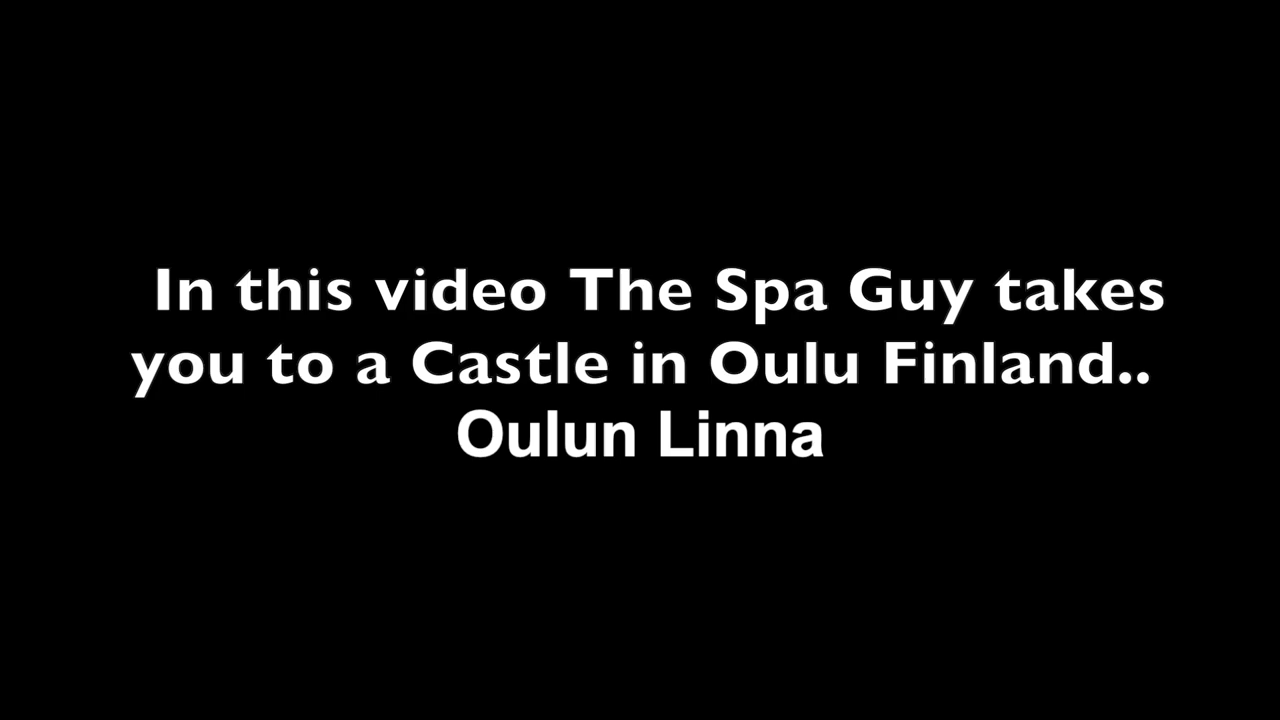 In this video The Spa Guy takes
you to a Castle in Oulu Finland..
Oulun Linna